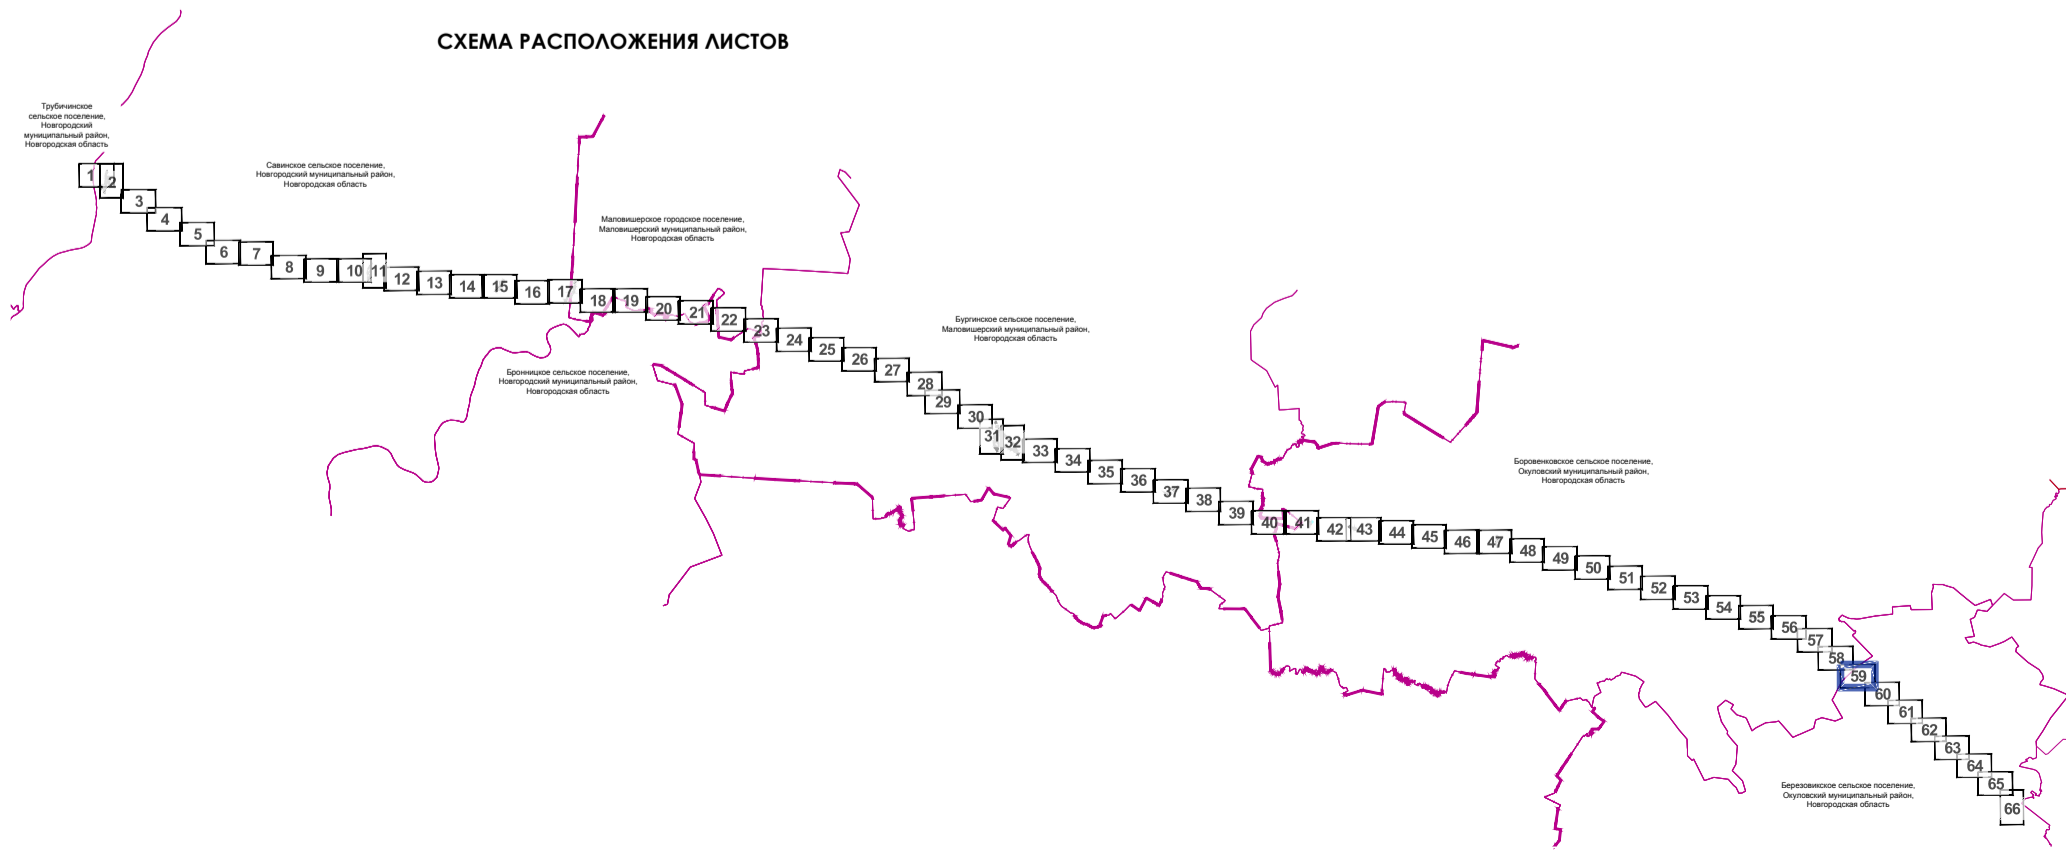 СХЕМА РАСПОЛОЖЕНИЯ ЛИСТОВ
Трубичинское
сельское поселение,
Новгородский
муниципальный район,
Новгородская область
Савинское сельское поселение,
Новгородский муниципальный район,
Новгородская область
Маловишерское городское поселение,
Маловишерский муниципальный район,
Новгородская область
Бронницкое сельское поселение,
Новгородский муниципальный район,
Новгородская область
Бургинское сельское поселение,
Маловишерский муниципальный район,
Новгородская область
Боровенковское сельское поселение,
Окуловский муниципальный район,
Новгородская область
Березовикское сельское поселение,
Окуловский муниципальный район,
Новгородская область
1
2
3
4
5
6
7
8
9
10
11
12
13
14
15
16
17
18
19
20
21
22
23
24
25
26
27
28
29
30
31
32
33
34
35
36
37
38
39
40
41
42
43
44
45
46
47
48
49
50
51
52
53
54
55
56
57
58
59
60
61
62
63
64
65
66